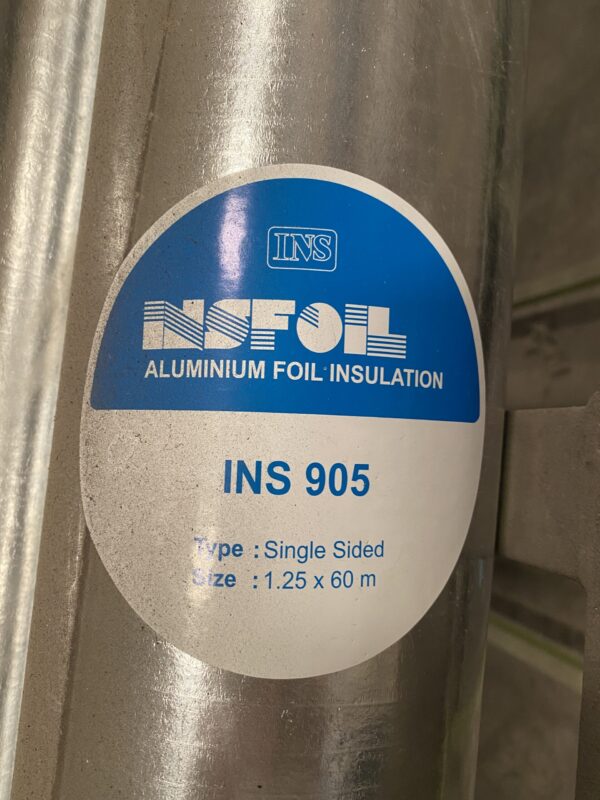 INS
INSFOIL
ALUMINIUM FOIL INSULATION
INS 905
Type : Single Sided
Size : 1.25 x 60 m